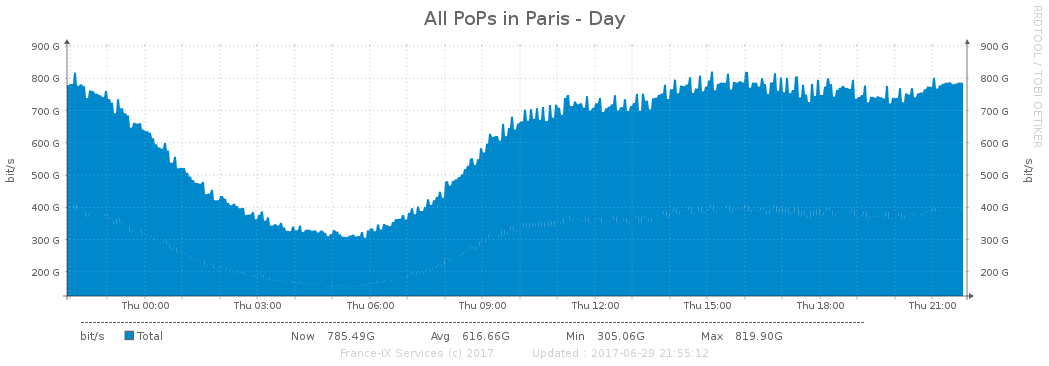 All PoPs in Paris - Day
RRDTOOL / TOBI OETIKER
900 G 900 G
800 G 800 G
700 G 700 G
600 G 600 G
500 G 500 G
400 G 400 G
300 G 300 G
200 G 200 G
bit/s bit/s
Thu 00:00 Thu 03:00 Thu 06:00 Thu 09:00 Thu 12:00 Thu 15:00 Thu 18:00 Thu 21:00
bit/s Total Now 785.49G Avg 616.66G Min 305.06G Max 819.90G
France-IX Services (c) 2017 Updated : 2017-06-29 21:55:12